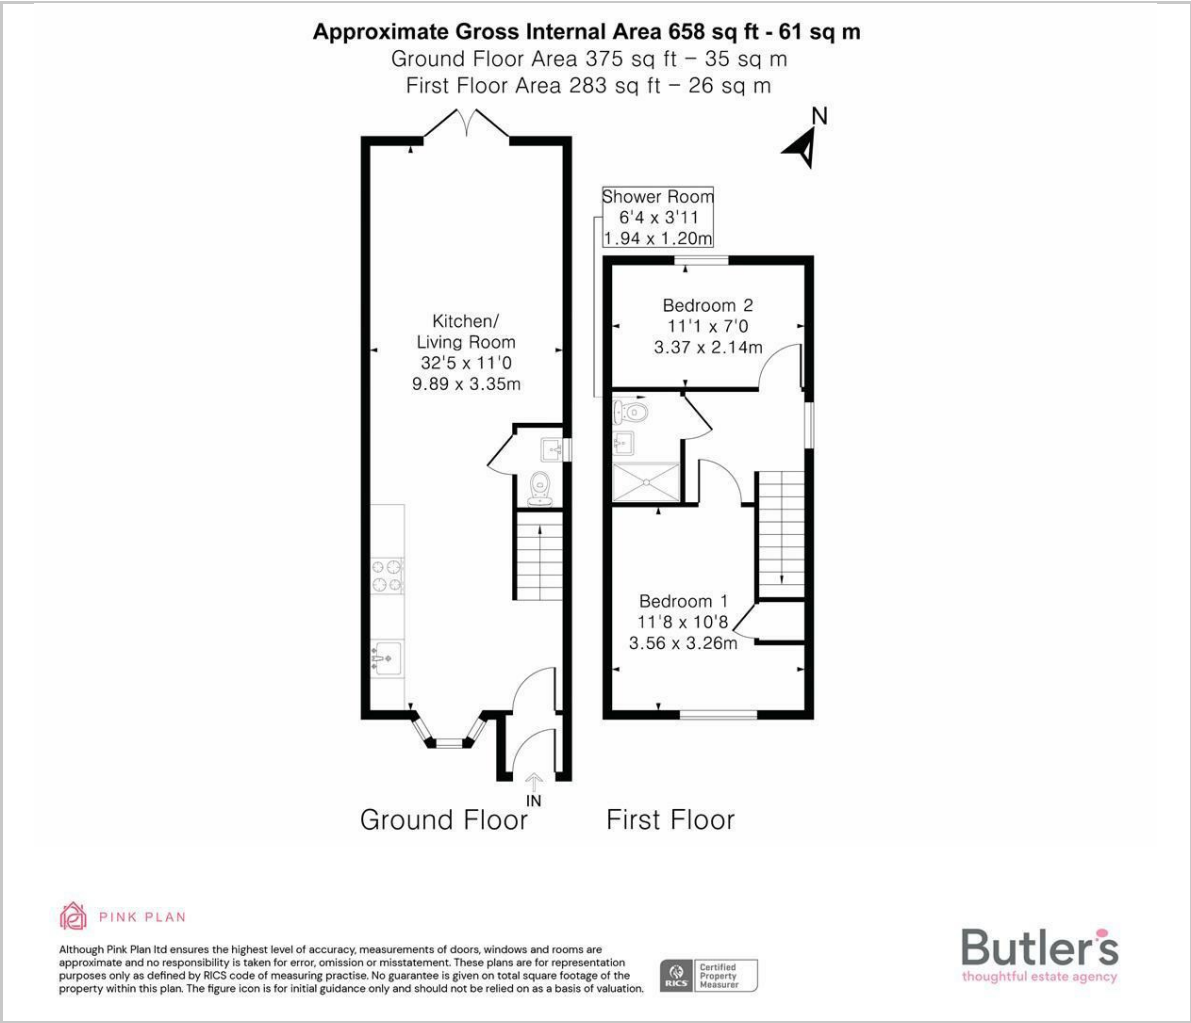 Approximate Gross Internal Area 658 sq ft - 61 sq m
Ground Floor Area 375 sq ft – 35 sq m
First Floor Area 283 sq ft – 26 sq m
N
Shower Room
6'4 x 3'11
1.94 x 1.20m
Bedroom 2
11'1 x 7'0
3.37 x 2.14m
Kitchen/
Living Room
32'5 x 11'0
9.89 x 3.35m
Bedroom 1
11'8 x 10'8
3.56 x 3.26m
IN
Ground Floor
First Floor
PINK PLAN
Although Pink Plan ltd ensures the highest level of accuracy, measurements of doors, windows and rooms are
approximate and no responsibility is taken for error, omission or misstatement. These plans are for representation
purposes only as defined by RICS code of measuring practise. No guarantee is given on total square footage of the
property within this plan. The figure icon is for initial guidance only and should not be relied on as a basis of valuation.
RICS
Certified
Property
Measurer
Butler's
thoughtful estate agency